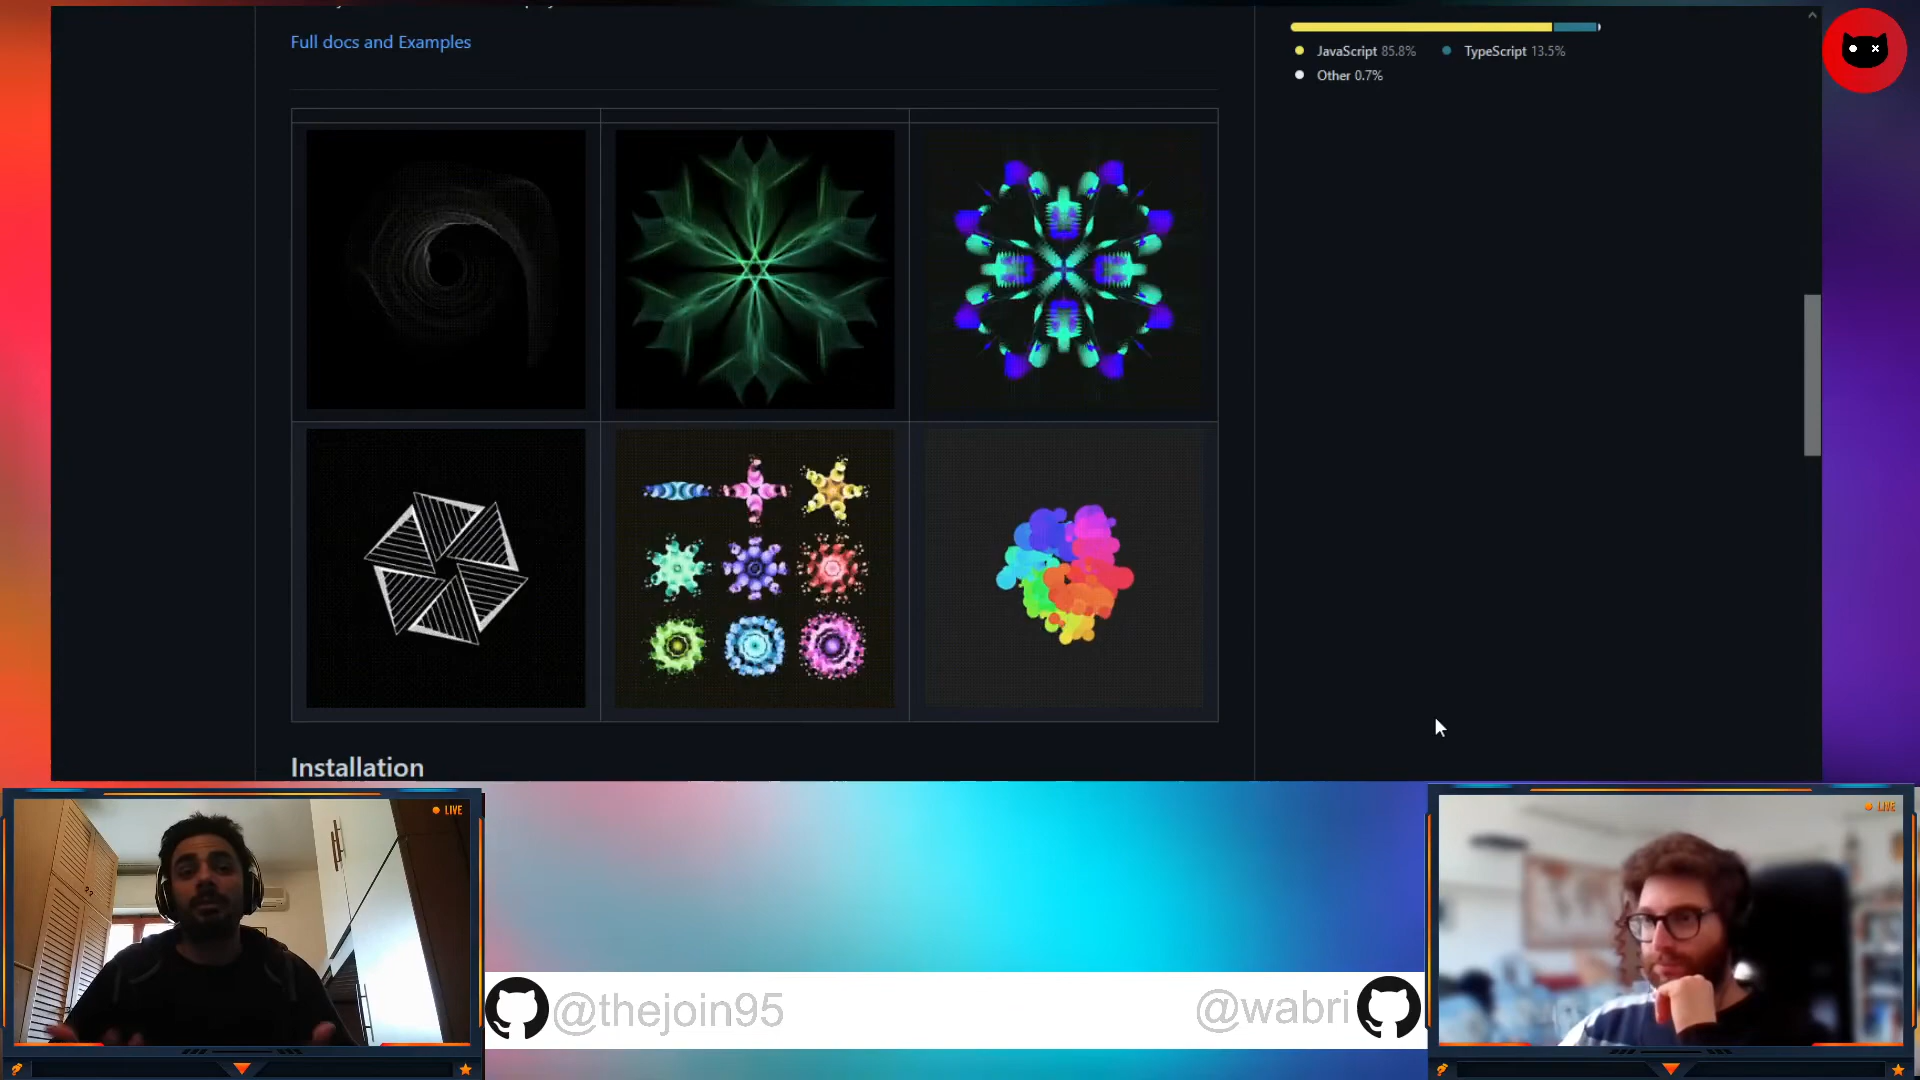 Full docs and Examples
JavaScript 85.8% TypeScript 13.5%
Other 0.7%
Installation
LIVE
LIVE
@thejoin95
@wabri